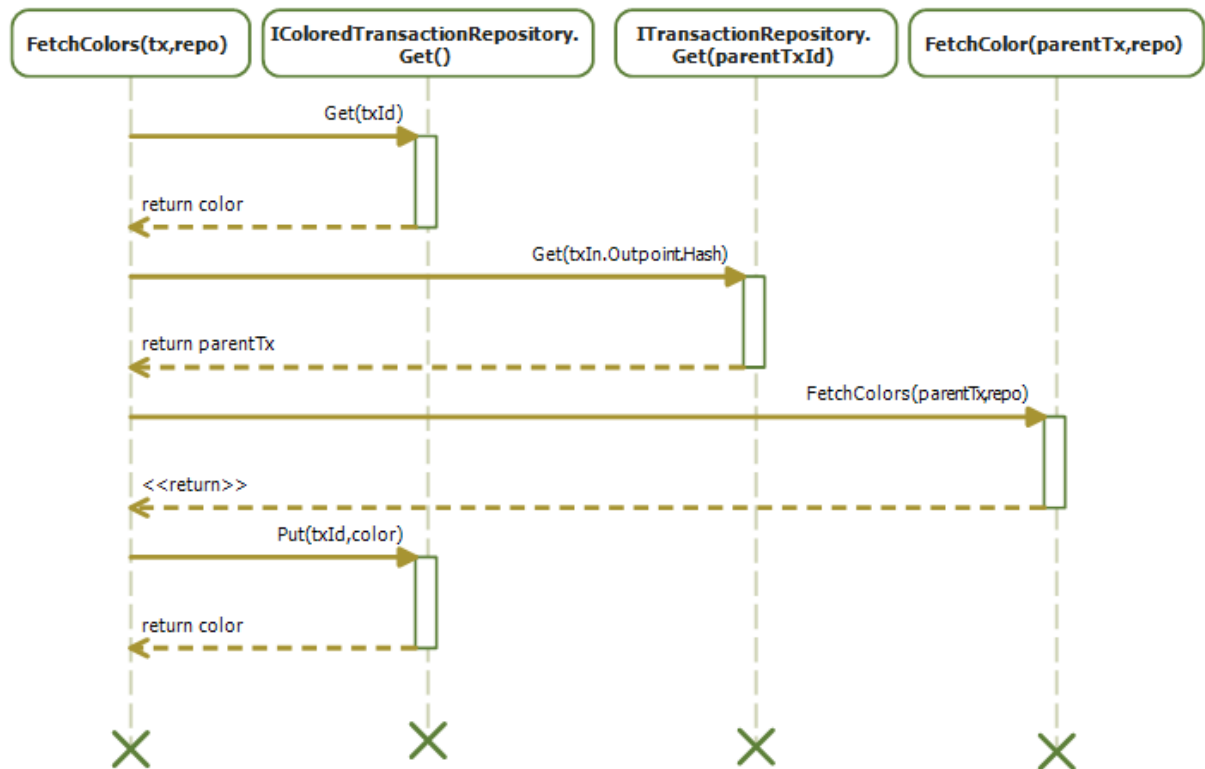 FetchColors(tx,repo)
IColoredTransactionRepository.
Get()
ITransactionRepository.
Get(parentTxId)
FetchColor(parentTx,repo)
Get(txId)
return color
Get(txIn.Outpoint.Hash)
return parentTx
FetchColors(parentTx,repo)
<<return>>
Put(txId,color)
return color